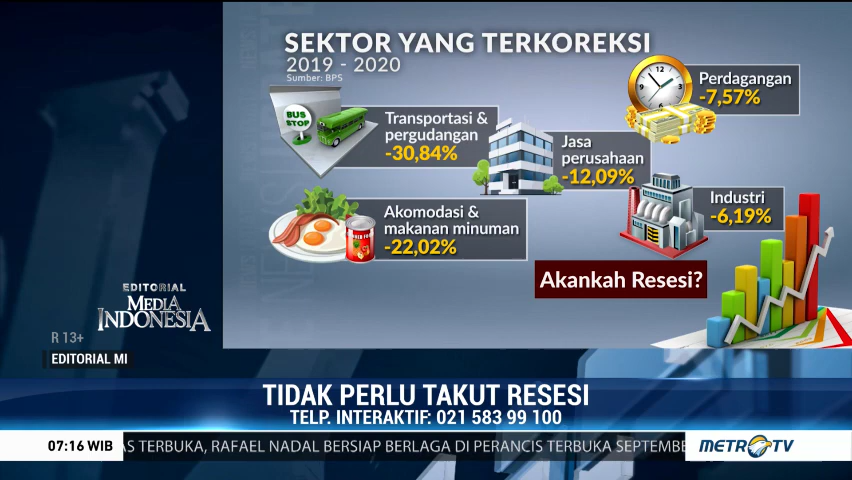 SEKTOR YANG TERKOREKSI
2019 - 2020
Sumber: BPS
BUS
STOP
Transportasi &
pergudangan
-30,84%
Jasa
perusahaan
-12,09%
Perdagangan
-7,57%
Akomodasi &
makanan minuman
-22,02%
Industri
-6,19%
Akankah Resesi?
EDITORIAL
MEDIA
INDONESIA
R 13+
EDITORIAL MI
TIDAK PERLU TAKUT RESESI
TELP. INTERAKTIF: 021 583 99 100
07:16 WIB
AS TERBUKA, RAFAEL NADAL BERSIAP BERLAGA DI PERANCIS TERBUKA SEPTEMBE
METRO TV